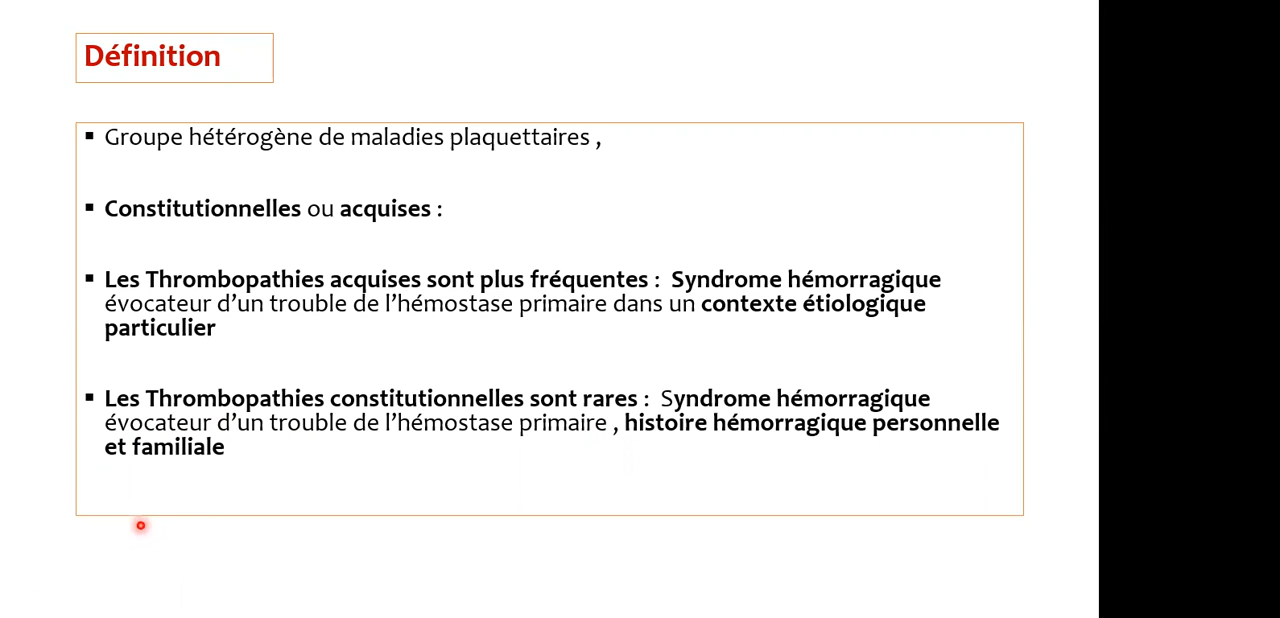 Définition
▪ Groupe hétérogène de maladies plaquettaires ,
▪ Constitutionnelles ou acquises :
▪ Les Thrombopathies acquises sont plus fréquentes : Syndrome hémorragique
évocateur d’un trouble de l’hémostase primaire dans un contexte étiologique
particulier
▪ Les Thrombopathies constitutionnelles sont rares : Syndrome hémorragique
évocateur d’un trouble de l’hémostase primaire , histoire hémorragique personnelle
et familiale